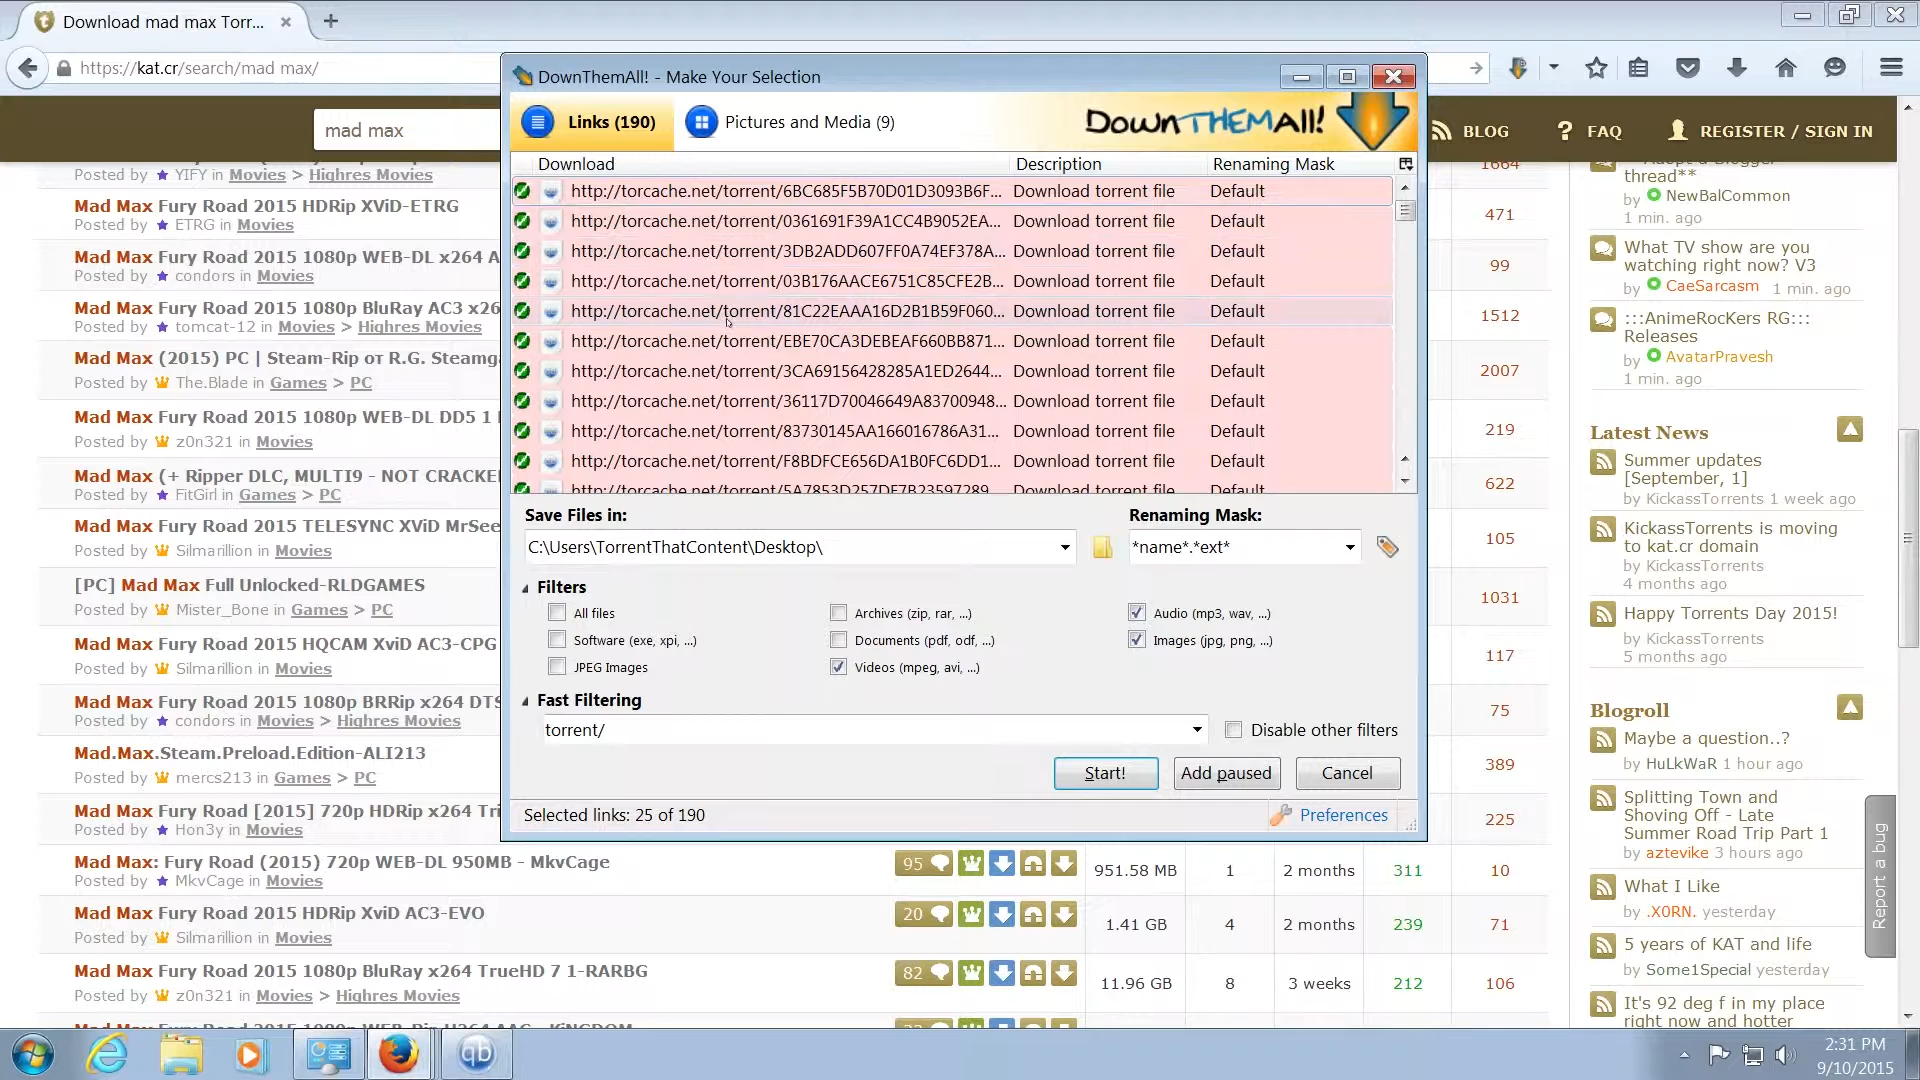 Download mad max Torr...
https://kat.cr/search/mad max/
mad max
BLOG
FAQ
REGISTER / SIGN IN
Posted by YIFY in Movies > Highres Movies
Mad Max Fury Road 2015 HDRip XViD-ETRG
Posted by ETRG in Movies
Mad Max Fury Road 2015 1080p WEB-DL x264 A
Posted by condors in Movies
Mad Max Fury Road 2015 1080p BluRay AC3 x26
Posted by tomcat-12 in Movies > Highres Movies
Mad Max (2015) PC | Steam-Rip от R.G. Steamga
Posted by The.Blade in Games > PC
Mad Max Fury Road 2015 1080p WEB-DL DD5 1
Posted by z0n321 in Movies
Mad Max (+ Ripper DLC, MULTI9 - NOT CRACKE
Posted by FitGirl in Games > PC
Mad Max Fury Road 2015 TELESYNC XViD MrSee
Posted by Silmarillion in Movies
[PC] Mad Max Full Unlocked-RLDGAMES
Posted by Mister_Bone in Games > PC
Mad Max Fury Road 2015 HQCAM XviD AC3-CPG
Posted by Silmarillion in Movies
Mad Max Fury Road 2015 1080p BRRip x264 DTS
Posted by condors in Movies > Highres Movies
Mad.Max.Steam.Preload.Edition-ALI213
Posted by mercs213 in Games > PC
Mad Max Fury Road [2015] 720p HDRip x264 Tri
Posted by Hon3y in Movies
Mad Max: Fury Road (2015) 720p WEB-DL 950MB - MkvCage
Posted by MkvCage in Movies
95
951.58 MB
1
2 months
311
10
Mad Max Fury Road 2015 HDRip XviD AC3-EVO
Posted by Silmarillion in Movies
20
1.41 GB
4
2 months
239
71
Mad Max Fury Road 2015 1080p BluRay x264 TrueHD 7 1-RARBG
Posted by z0n321 in Movies > Highres Movies
82
11.96 GB
8
3 weeks
212
106
DownThemAll! - Make Your Selection
Links (190)
Pictures and Media (9)
DownTHEMAll!
Download Description Renaming Mask
http://torcache.net/torrent/6BC685F5B70D01D3093B6F... Download torrent file Default
http://torcache.net/torrent/0361691F39A1CC4B9052EA... Download torrent file Default
http://torcache.net/torrent/3DB2ADD607FF0A74EF378A... Download torrent file Default
http://torcache.net/torrent/03B176AACE6751C85CFE2B... Download torrent file Default
http://torcache.net/torrent/81C22EAAA16D2B1B59F060... Download torrent file Default
http://torcache.net/torrent/EBE70CA3DEBEAF660BB871... Download torrent file Default
http://torcache.net/torrent/3CA69156428285A1ED2644... Download torrent file Default
http://torcache.net/torrent/36117D70046649A83700948... Download torrent file Default
http://torcache.net/torrent/83730145AA166016786A31... Download torrent file Default
http://torcache.net/torrent/F8BDFCE656DA1B0FC6DD1... Download torrent file Default
http://torcache.net/torrent/5A7853D257DF7B23597289 Download torrent file Default
Save Files in:
Renaming Mask:
C:\Users\TorrentThatContent\Desktop\
*name*.*ext*
Filters
All files
Archives (zip, rar, ...)
Audio (mp3, wav, ...)
Software (exe, xpi, ...)
Documents (pdf, odf, ...)
Images (jpg, png, ...)
JPEG Images
Videos (mpeg, avi, ...)
Fast Filtering
torrent/
Disable other filters
Start!
Add paused
Cancel
Selected links: 25 of 190
Preferences
1664
471
99
1512
2007
219
622
105
1031
117
75
389
225
thread**
by NewBalCommon
1 min. ago
What TV show are you
watching right now? V3
by CaeSarcasm 1 min. ago
:::AnimeRocKers RG:::
Releases
by AvatarPravesh
1 min. ago
Latest News
Summer updates
[September, 1]
by KickassTorrents 1 week ago
KickassTorrents is moving
to kat.cr domain
by KickassTorrents
4 months ago
Happy Torrents Day 2015!
by KickassTorrents
5 months ago
Blogroll
Maybe a question..?
by HuLkWaR 1 hour ago
Splitting Town and
Shoving Off - Late
Summer Road Trip Part 1
by aztevike 3 hours ago
What I Like
by .X0RN. yesterday
5 years of KAT and life
by Some1Special yesterday
It's 92 deg f in my place
right now and hotter
Report a bug
qb
2:31 PM
9/10/2015